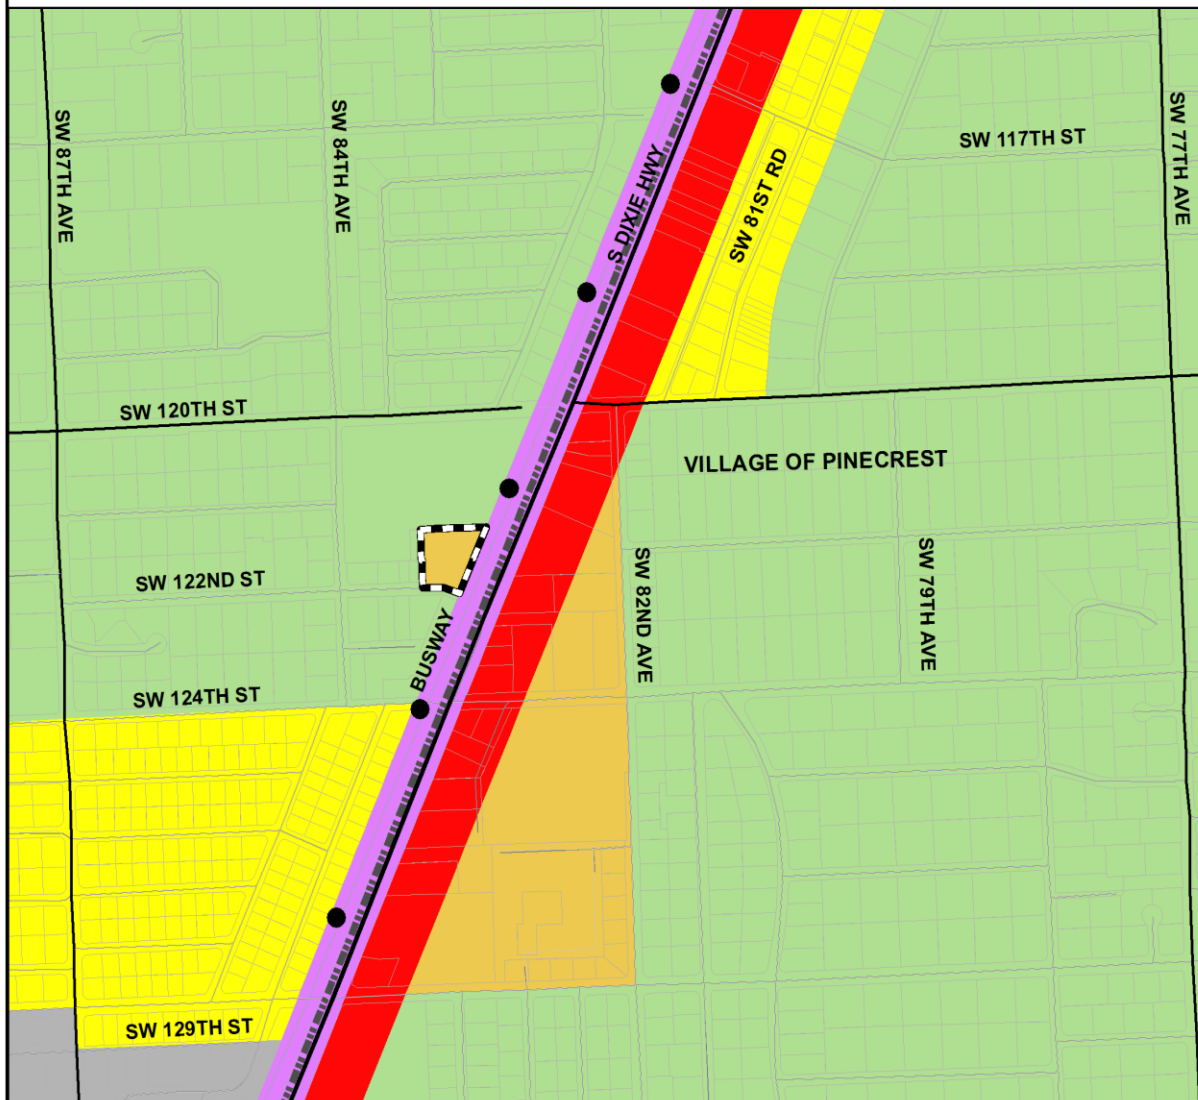 SW 87TH AVE
SW 84TH AVE
S DIXIE HWY
SW 81ST RD
SW 117TH ST
SW 77TH AVE
SW 120TH ST
VILLAGE OF PINECREST
SW 122ND ST
BUSWAY
SW 82ND AVE
SW 79TH AVE
SW 124TH ST
SW 129TH ST